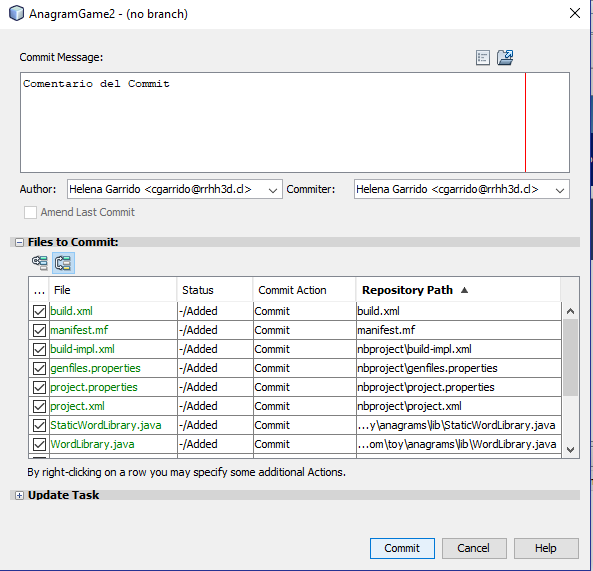 AnagramGame2 - (no branch)
Commit Message:
Comentario del Commit
Author: Helena Garrido <cgarrido@rrhh3d.cl> Commiter: Helena Garrido <cgarrido@rrhh3d.cl>
Amend Last Commit
Files to Commit:
... File Status Commit Action Repository Path
build.xml -/Added Commit build.xml
manifest.mf -/Added Commit manifest.mf
build-impl.xml -/Added Commit nbproject\build-impl.xml
genfiles.properties -/Added Commit nbproject\genfiles.properties
project.properties -/Added Commit nbproject\project.properties
project.xml -/Added Commit nbproject\project.xml
StaticWordLibrary.java -/Added Commit ...y\anagrams\lib\StaticWordLibrary.java
WordLibrary.java -/Added Commit ...om\toy\anagrams\lib\WordLibrary.java
By right-clicking on a row you may specify some additional Actions.
Update Task
Commit Cancel Help